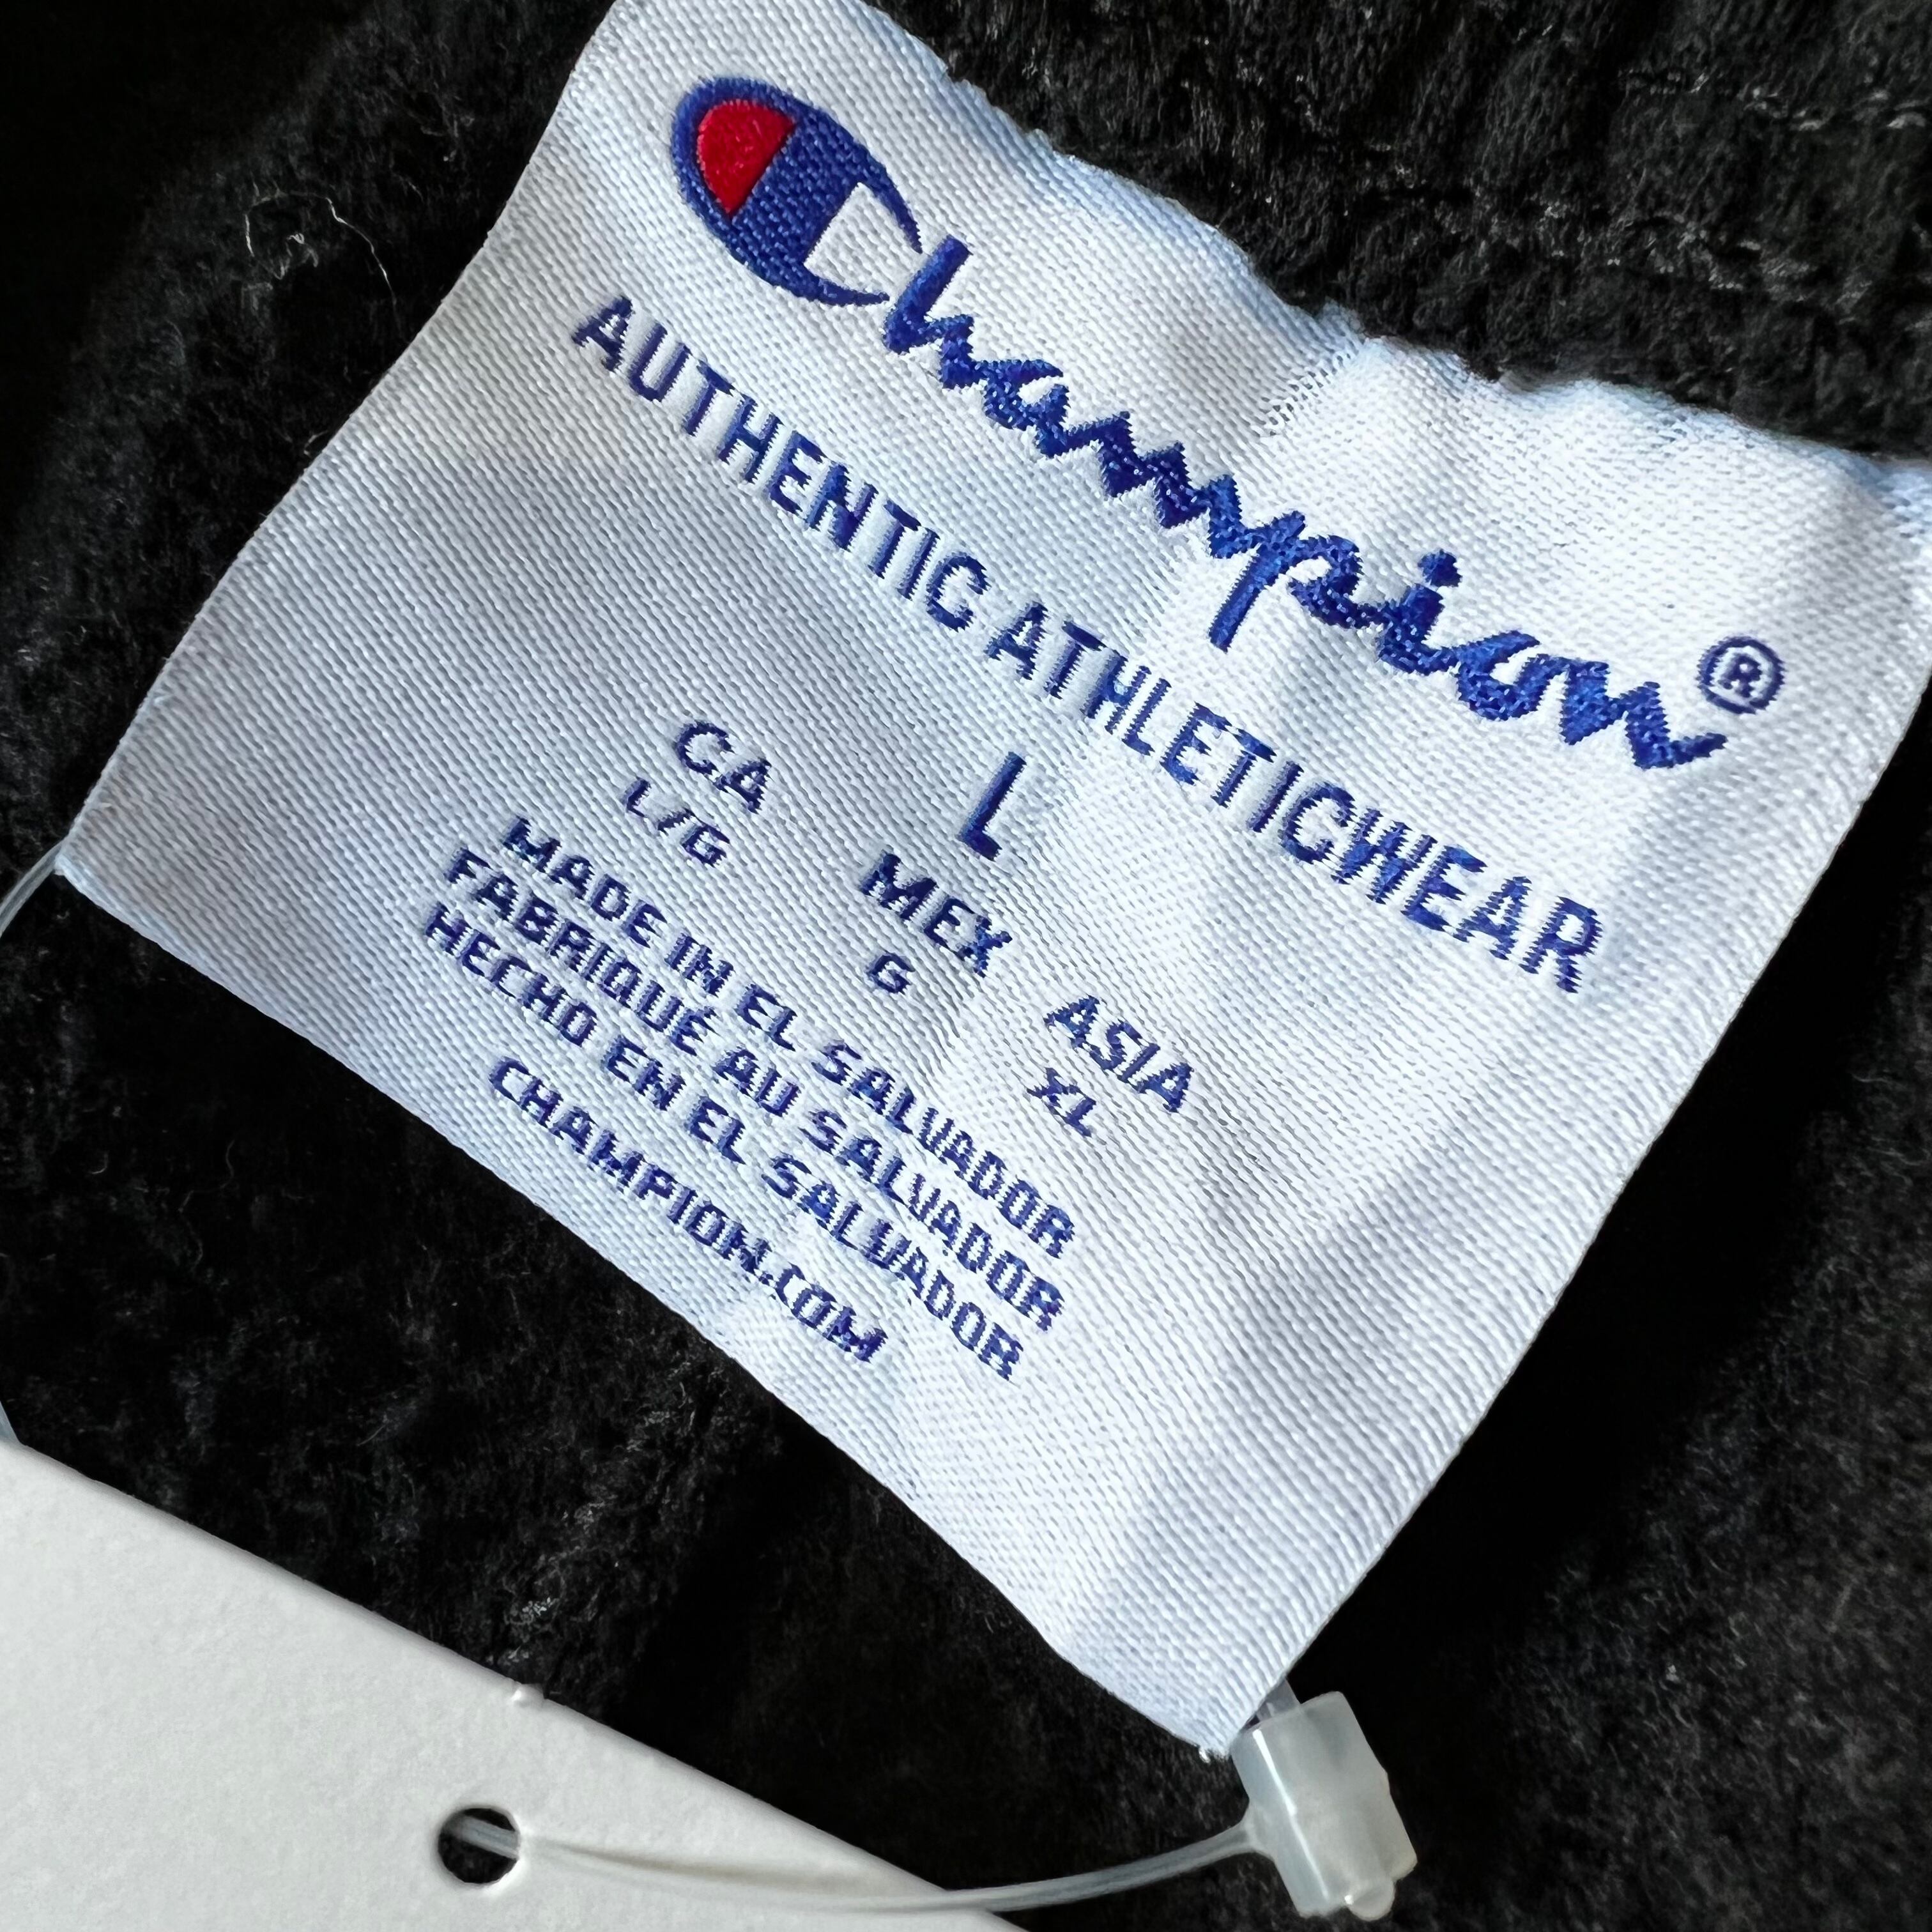 Champion®
AUTHENTIC ATHLETICWEAR
L
CA MEX ASIA
L/G G XL
MADE IN EL SALVADOR
FABRIQUÉ AU SALVADOR
HECHO EN EL SALVADOR
CHAMPION.COM